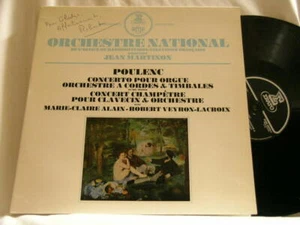 ORCHESTRE NATIONAL
JEAN MARTINON
POULENC
CONCERTO POUR ORGUE
ORCHESTRE A CORDES & TIMBALES
CONCERT CHAMPÊTRE
POUR CLAVECIN & ORCHESTRE
MARIE-CLAIRE ALAIN - ROBERT VEYRON-LACROIX